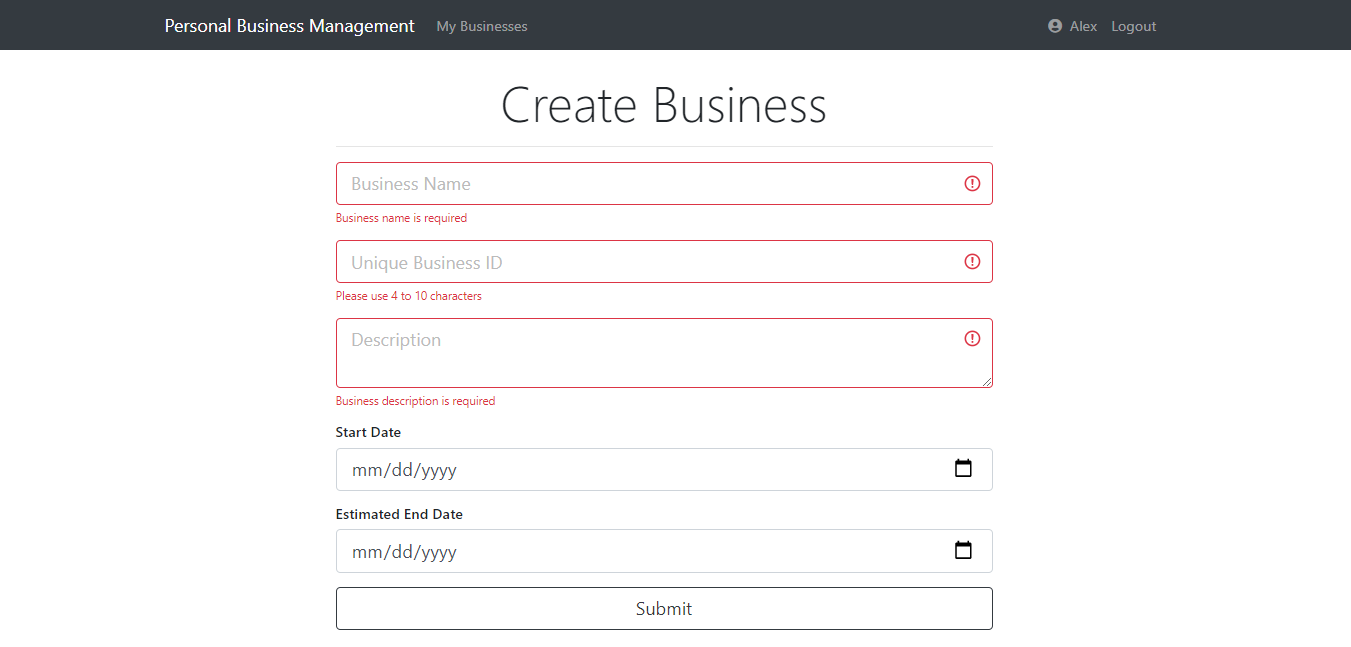 Personal Business Management My Businesses Alex Logout
Create Business
Business Name
Business name is required
Unique Business ID
Please use 4 to 10 characters
Description
Business description is required
Start Date
mm/dd/yyyy
Estimated End Date
mm/dd/yyyy
Submit